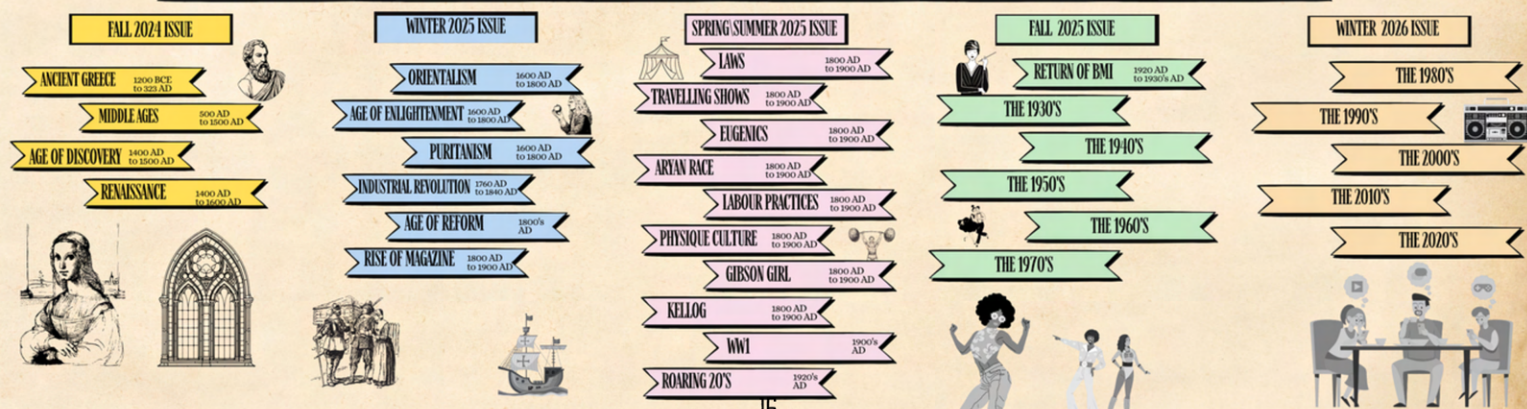 FALL 2024 ISSUE
ANCIENT GREECE
1200 BCE
to 323 AD
MIDDLE AGES
500 AD
to 1500 AD
AGE OF DISCOVERY
1400 AD
to 1500 AD
RENAISSANCE
1400 AD
to 1600 AD
WINTER 2025 ISSUE
ORIENTALISM
1600 AD
to 1800 AD
AGE OF ENLIGHTENMENT
1600 AD
to 1800 AD
PURITANISM
1600 AD
to 1800 AD
INDUSTRIAL REVOLUTION
1760 AD
to 1840 AD
AGE OF REFORM
1800's
AD
RISE OF MAGAZINE
1800 AD
to 1900 AD
SPRING\SUMMER 2025 ISSUE
LAWS
1800 AD
to 1900 AD
TRAVELLING SHOWS
1800 AD
to 1900 AD
EUGENICS
1800 AD
to 1900 AD
ARYAN RACE
1800 AD
to 1900 AD
LABOUR PRACTICES
1800 AD
to 1900 AD
PHYSIQUE CULTURE
1800 AD
to 1900 AD
GIBSON GIRL
1800 AD
to 1900 AD
KELLOG
1800 AD
to 1900 AD
WW1
1900's
AD
ROARING 20'S
1920's
AD
FALL 2025 ISSUE
RETURN OF BMI
1920 AD
to 1930's AD
THE 1930'S
THE 1940'S
THE 1950'S
THE 1960'S
THE 1970'S
WINTER 2026 ISSUE
THE 1980'S
THE 1990'S
THE 2000'S
THE 2010'S
THE 2020'S